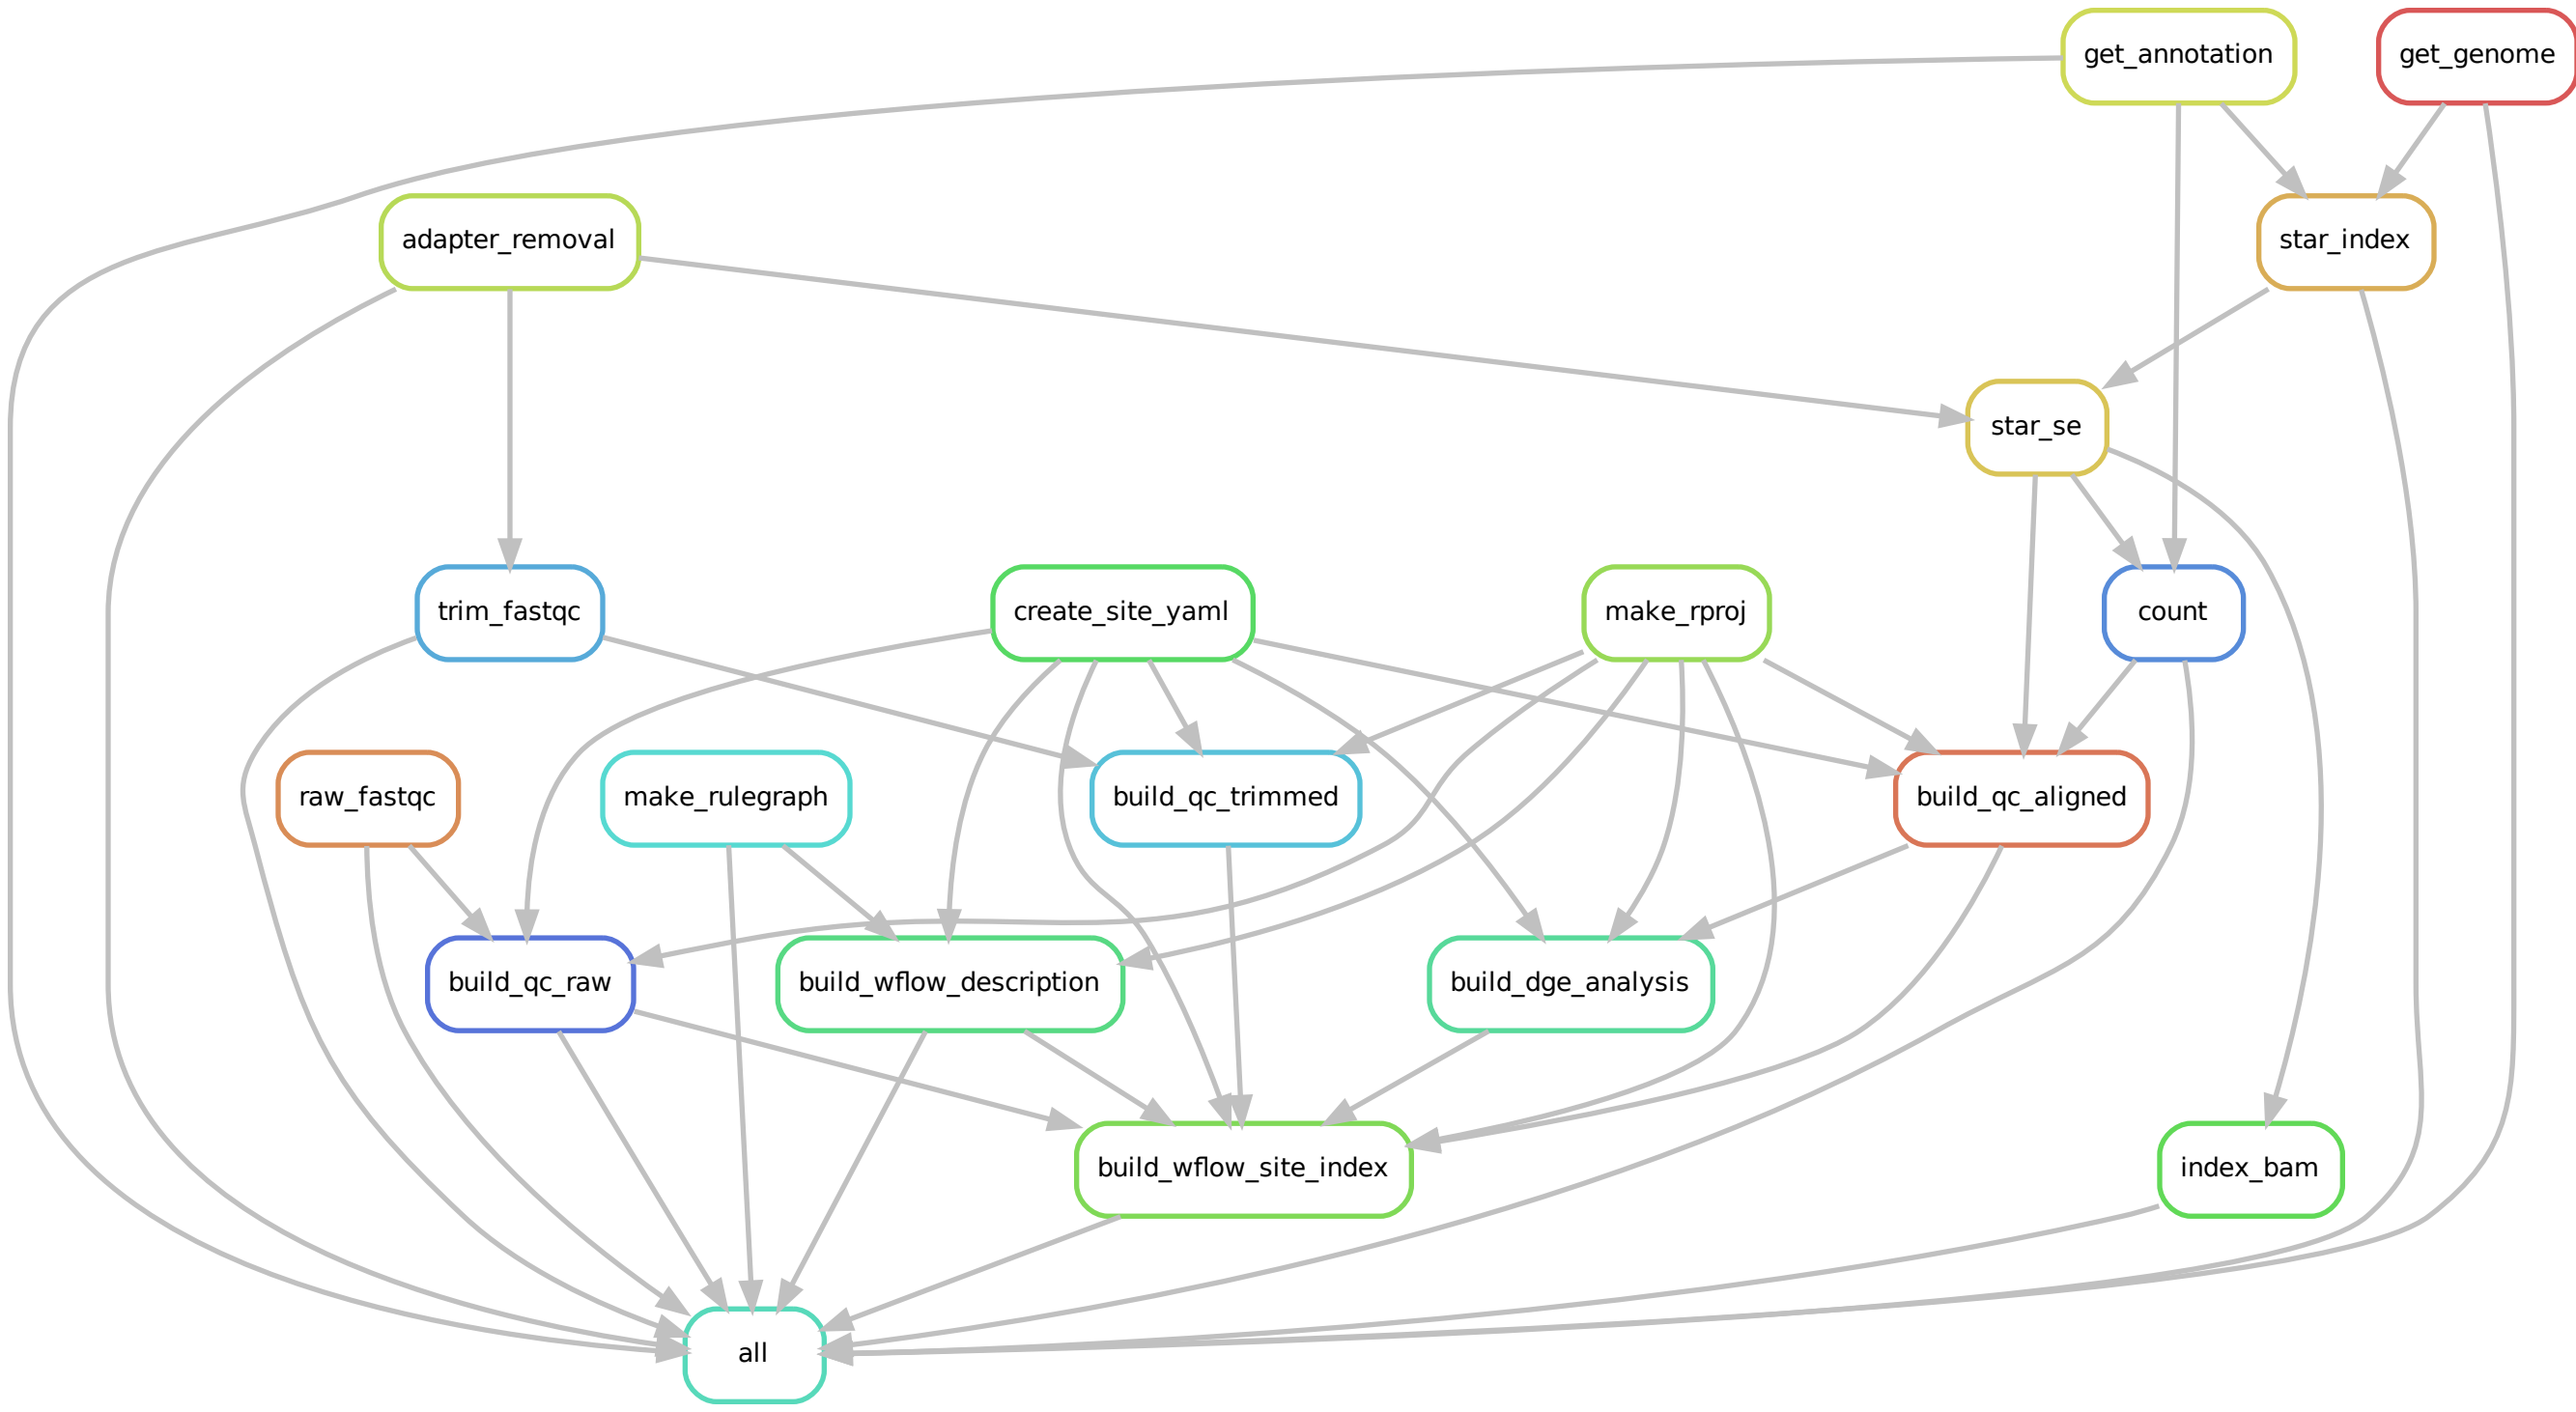 get_annotation
get_genome
adapter_removal
star_index
star_se
trim_fastqc
create_site_yaml
make_rproj
count
raw_fastqc
make_rulegraph
build_qc_trimmed
build_qc_aligned
build_qc_raw
build_wflow_description
build_dge_analysis
build_wflow_site_index
index_bam
all